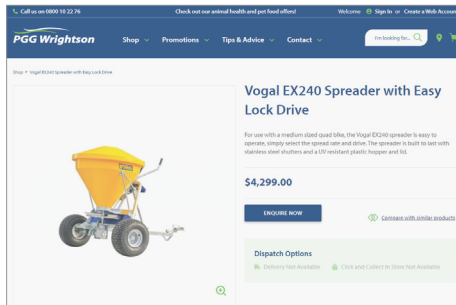 Call us on 0800 10 22 76
Check out our animal health and pet food offers!
Welcome Sign In or Create a Web Account
PGG Wrightson
Shop
Promotions
Tips & Advice
Contact
I'm looking for...
Shop > Vogal EX240 Spreader with Easy Lock Drive
Vogal EX240 Spreader with Easy
Lock Drive
For use with a medium sized quad bike, the Vogal EX240 spreader is easy to
operate, simply select the spread rate and drive. The spreader is built to last with
stainless steel shutters and a UV resistant plastic hopper and lid.
$4,299.00
ENQUIRE NOW
Compare with similar products
Dispatch Options
Delivery Not Available
Click and Collect to Store Not Available